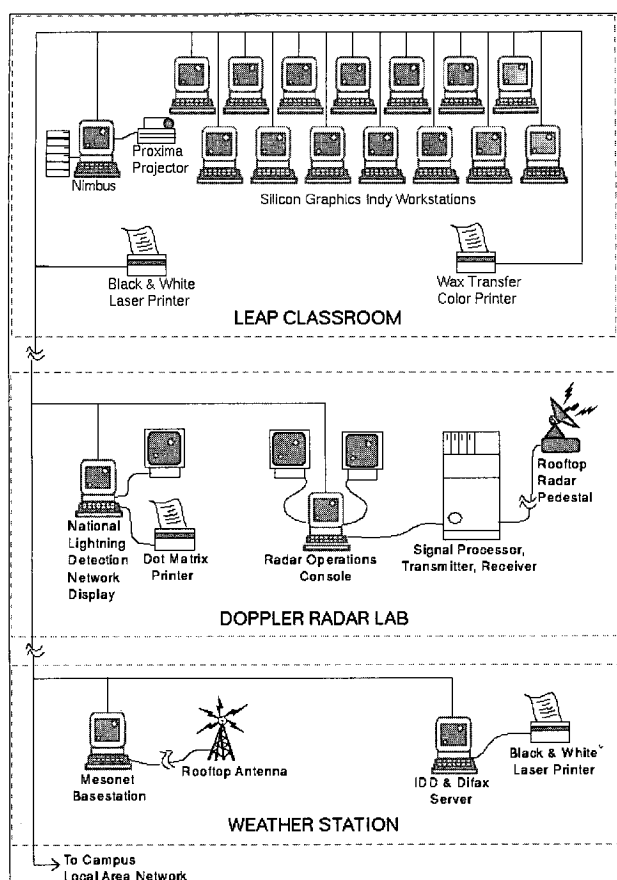 Nimbus
Proxima
Projector
Silicon Graphics Indy Workstations
Black & White
Laser Printer
Wax Transfer
Color Printer
LEAP CLASSROOM
National
Lightning
Detection
Network
Display
Dot Matrix
Printer
Radar Operations
Console
Signal Processor,
Transmitter, Receiver
Rooftop
Radar
Pedestal
DOPPLER RADAR LAB
Mesonet
Basestation
Rooftop Antenna
IDD & Difax
Server
Black & White
Laser Printer
WEATHER STATION
To Campus
Local Area Network